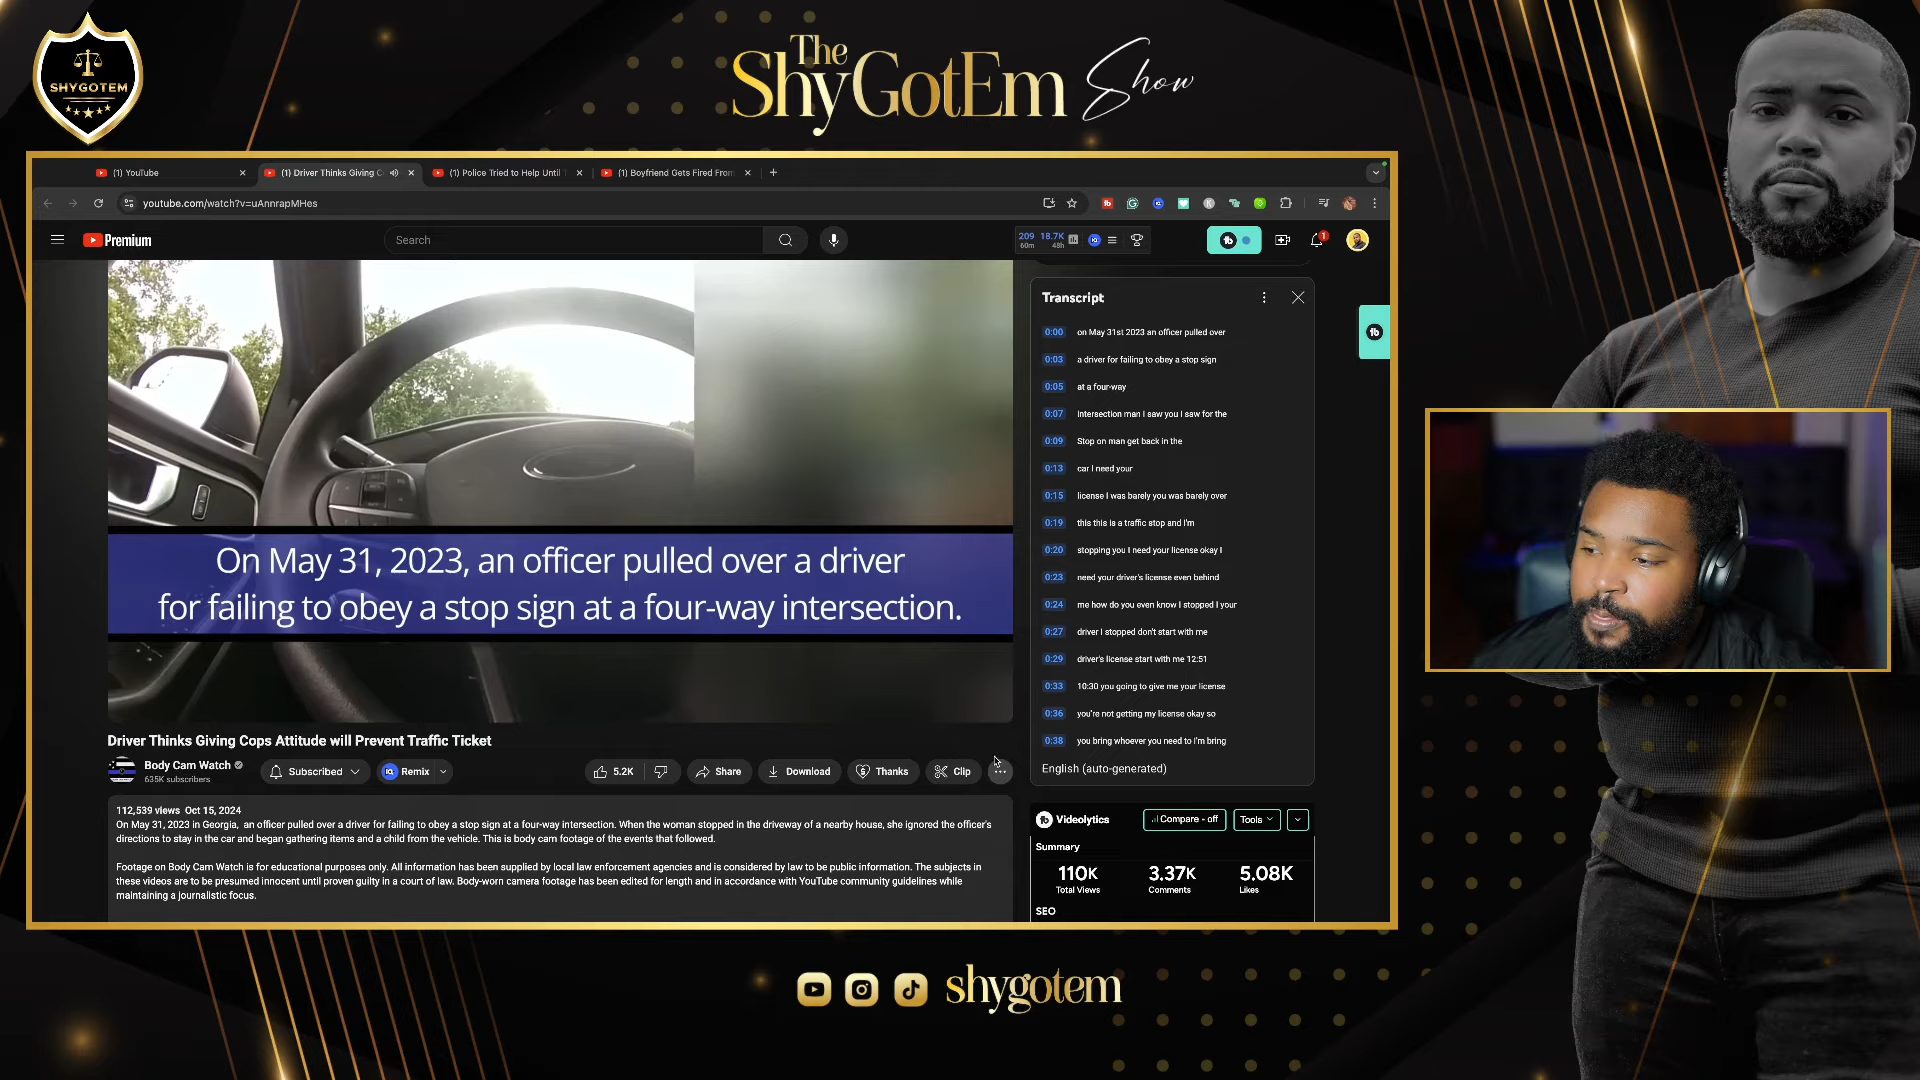 SHYGOTEM
The
ShyGotEm Show
(1) YouTube
(1) Driver Thinks Giving C
(1) Police Tried to Help Until
(1) Boyfriend Gets Fired From
youtube.com/watch?v=uAnnrapMHes
Premium
Search
209 18.7K
60m 48h
1
On May 31, 2023, an officer pulled over a driver
for failing to obey a stop sign at a four-way intersection.
Driver Thinks Giving Cops Attitude will Prevent Traffic Ticket
Body Cam Watch
635K subscribers
Subscribed
Remix
5.2K
Share
Download
Thanks
Clip
112,539 views Oct 15, 2024
On May 31, 2023 in Georgia, an officer pulled over a driver for failing to obey a stop sign at a four-way intersection. When the woman stopped in the driveway of a nearby house, she ignored the officer's
directions to stay in the car and began gathering items and a child from the vehicle. This is body cam footage of the events that followed.
Footage on Body Cam Watch is for educational purposes only. All information has been supplied by local law enforcement agencies and is considered by law to be public information. The subjects in
these videos are to be presumed innocent until proven guilty in a court of law. Body-worn camera footage has been edited for length and in accordance with YouTube community guidelines while
maintaining a journalistic focus.
Transcript
0:00 on May 31st 2023 an officer pulled over
0:03 a driver for failing to obey a stop sign
0:05 at a four-way
0:07 intersection man I saw you I saw for the
0:09 Stop on man get back in the
0:13 car I need your
0:15 license I was barely you was barely over
0:19 this this is a traffic stop and I'm
0:20 stopping you I need your license okay I
0:23 need your driver's license even behind
0:24 me how do you even know I stopped I your
0:27 driver I stopped don't start with me
0:29 driver's license start with me 12:51
0:33 10:30 you going to give me your license
0:36 you're not getting my license okay so
0:38 you bring whoever you need to I'm bring
English (auto-generated)
Videolytics
Compare - off
Tools
Summary
110K 3.37K 5.08K
Total Views Comments Likes
SEO
shygotem